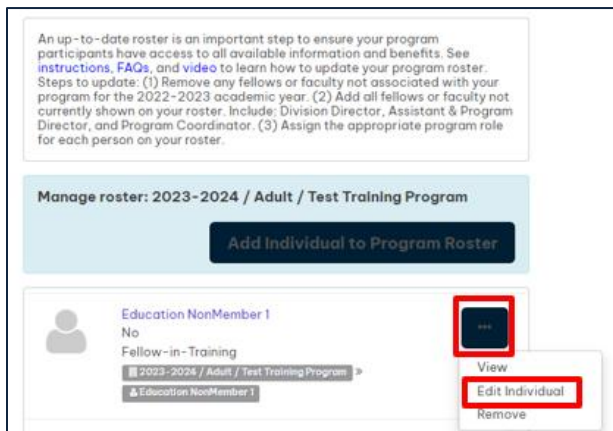 An up-to-date roster is an important step to ensure your program
participants have access to all available information and benefits. See
instructions, FAQs, and video to learn how to update your program roster.
Steps to update: (1) Remove any fellows or faculty not associated with your
program for the 2022-2023 academic year. (2) Add all fellows or faculty not
currently shown on your roster. Include: Division Director, Assistant & Program
Director, and Program Coordinator. (3) Assign the appropriate program role
for each person on your roster.
Manage roster: 2023-2024 / Adult / Test Training Program
Add Individual to Program Roster
Education NonMember 1
No
Fellow-in-Training
2023-2024 / Adult / Test Training Program »
Education NonMember 1
...
View
Edit Individual
Remove